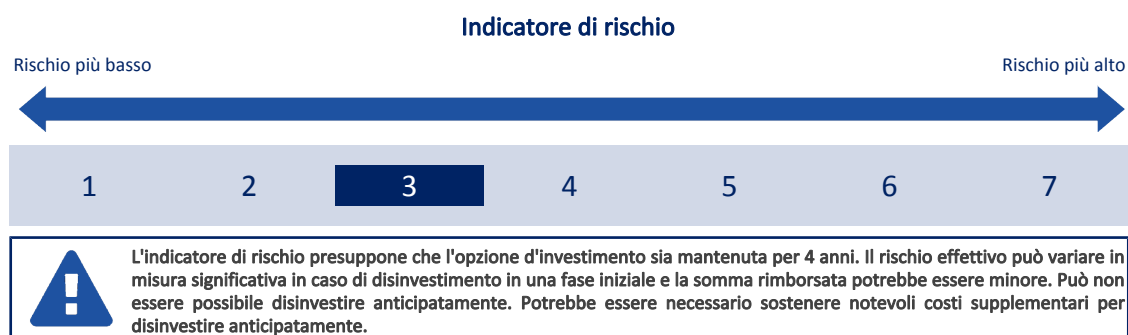 Indicatore di rischio
Rischio più basso Rischio più alto
1 2 3 4 5 6 7
L'indicatore di rischio presuppone che l'opzione d'investimento sia mantenuta per 4 anni. Il rischio effettivo può variare in
misura significativa in caso di disinvestimento in una fase iniziale e la somma rimborsata potrebbe essere minore. Può non
essere possibile disinvestire anticipatamente. Potrebbe essere necessario sostenere notevoli costi supplementari per
disinvestire anticipatamente.